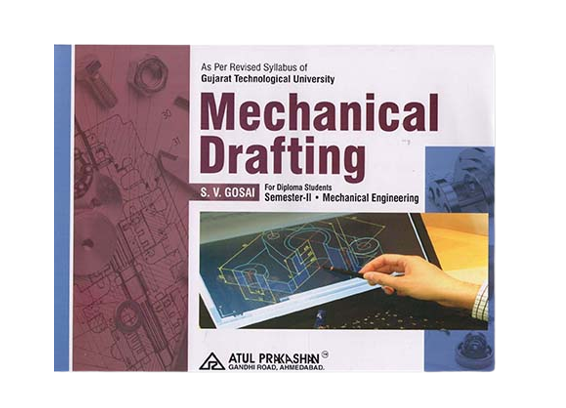 As Per Revised Syllabus of
Gujarat Technological University
Mechanical
Drafting
S. V. GOSAI
For Diploma Students
Semester-II • Mechanical Engineering
ATUL PRAKASHAN™
GANDHI ROAD, AHMEDABAD.